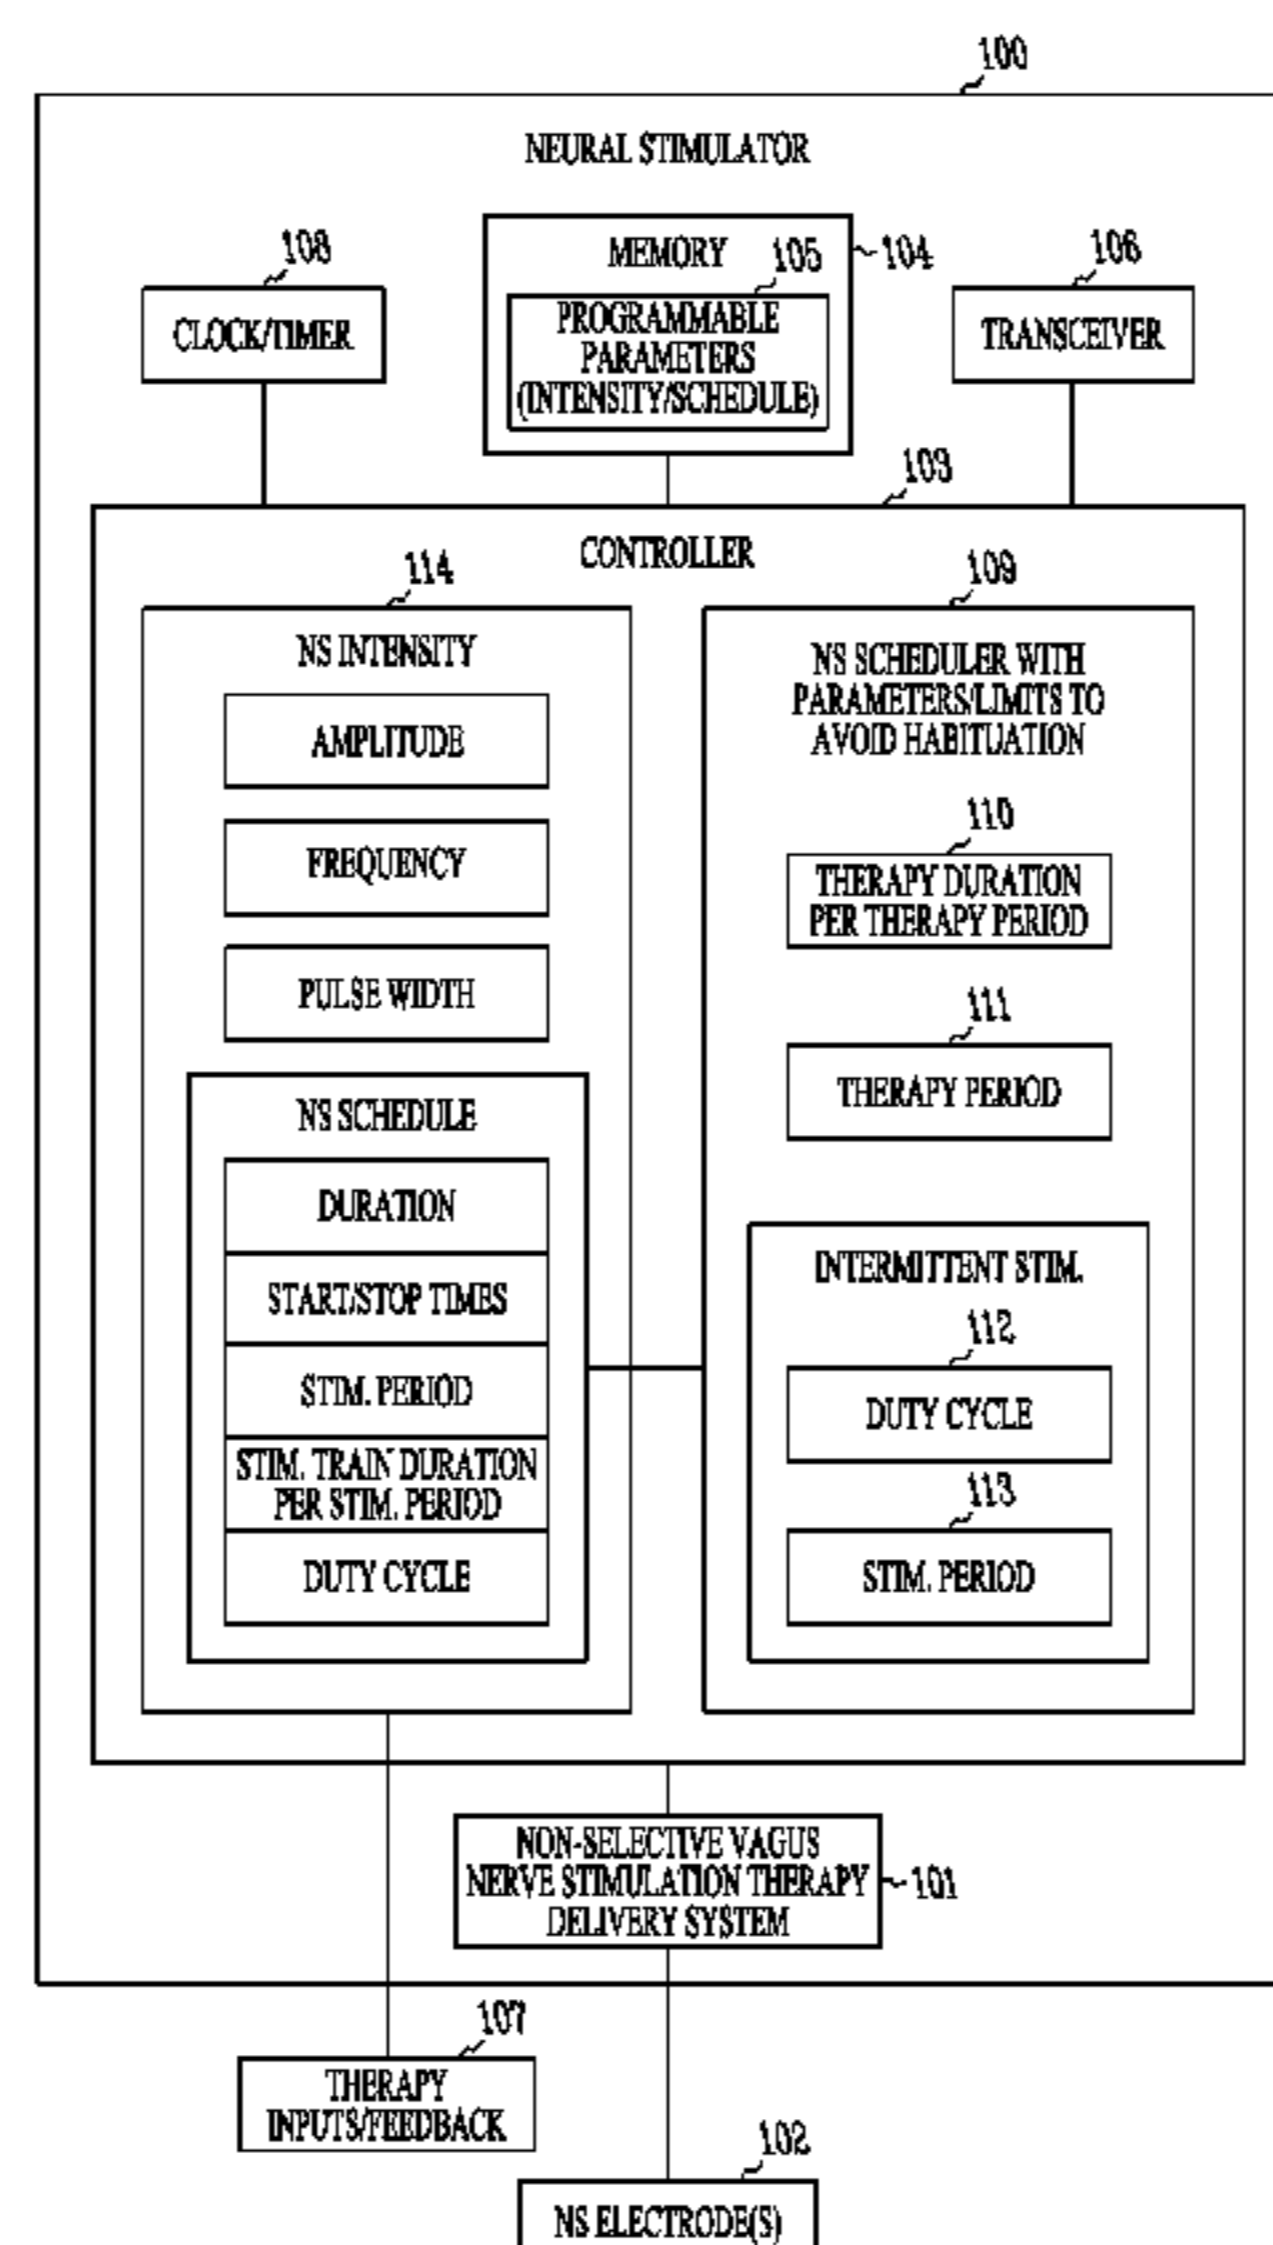 100
NEURAL STIMULATOR
108
MEMORY
105
104
106
CLOCK/TIMER
PROGRAMMABLE
PARAMETERS
(INTENSITY/SCHEDULE)
TRANSCEIVER
103
CONTROLLER
114
109
NS INTENSITY
AMPLITUDE
FREQUENCY
PULSE WIDTH
NS SCHEDULE
DURATION
START/STOP TIMES
STIM. PERIOD
STIM. TRAIN DURATION
PER STIM. PERIOD
DUTY CYCLE
NS SCHEDULER WITH
PARAMETERS/LIMITS TO
AVOID HABITUATION
110
THERAPY DURATION
PER THERAPY PERIOD
111
THERAPY PERIOD
INTERMITTENT STIM.
112
DUTY CYCLE
113
STIM. PERIOD
NON-SELECTIVE VAGUS
NERVE STIMULATION THERAPY
DELIVERY SYSTEM
101
107
THERAPY
INPUTS/FEEDBACK
102
NS ELECTRODE(S)